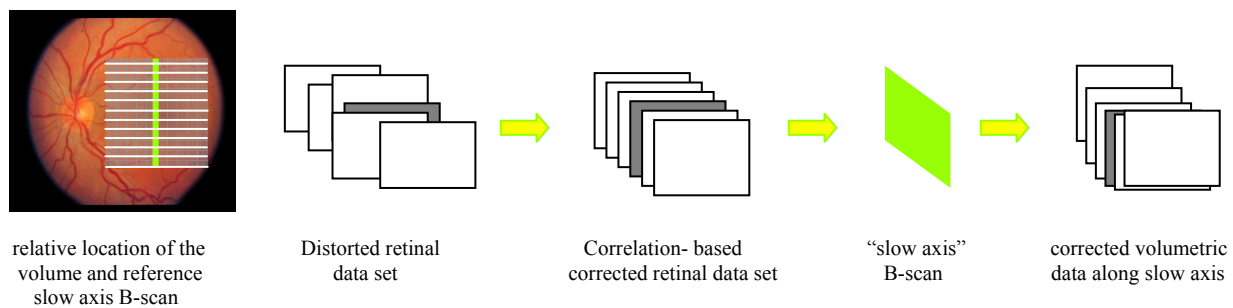 relative location of the
volume and reference
slow axis B-scan
Distorted retinal
data set
Correlation- based
corrected retinal data set
“slow axis”
B-scan
corrected volumetric
data along slow axis